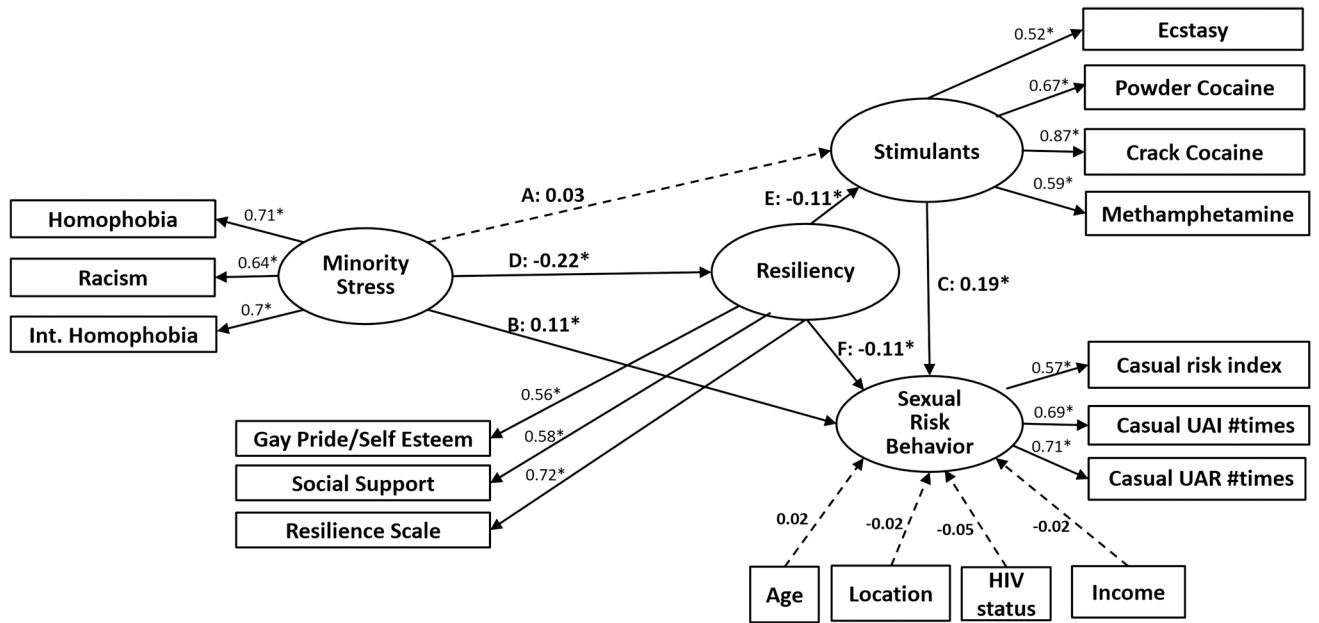 0.52*
Ecstasy
0.67*
Powder Cocaine
Stimulants
0.87*
Crack Cocaine
0.59*
Methamphetamine
A: 0.03
E: -0.11*
Homophobia
0.71*
Racism
0.64*
Int. Homophobia
0.7*
Minority
Stress
D: -0.22*
Resiliency
C: 0.19*
B: 0.11*
F: -0.11*
0.56*
Gay Pride/Self Esteem
0.58*
Social Support
0.72*
Resilience Scale
Sexual
Risk
Behavior
0.57*
Casual risk index
0.69*
Casual UAI #times
0.71*
Casual UAR #times
0.02
-0.02
-0.05
-0.02
Age
Location
HIV
status
Income